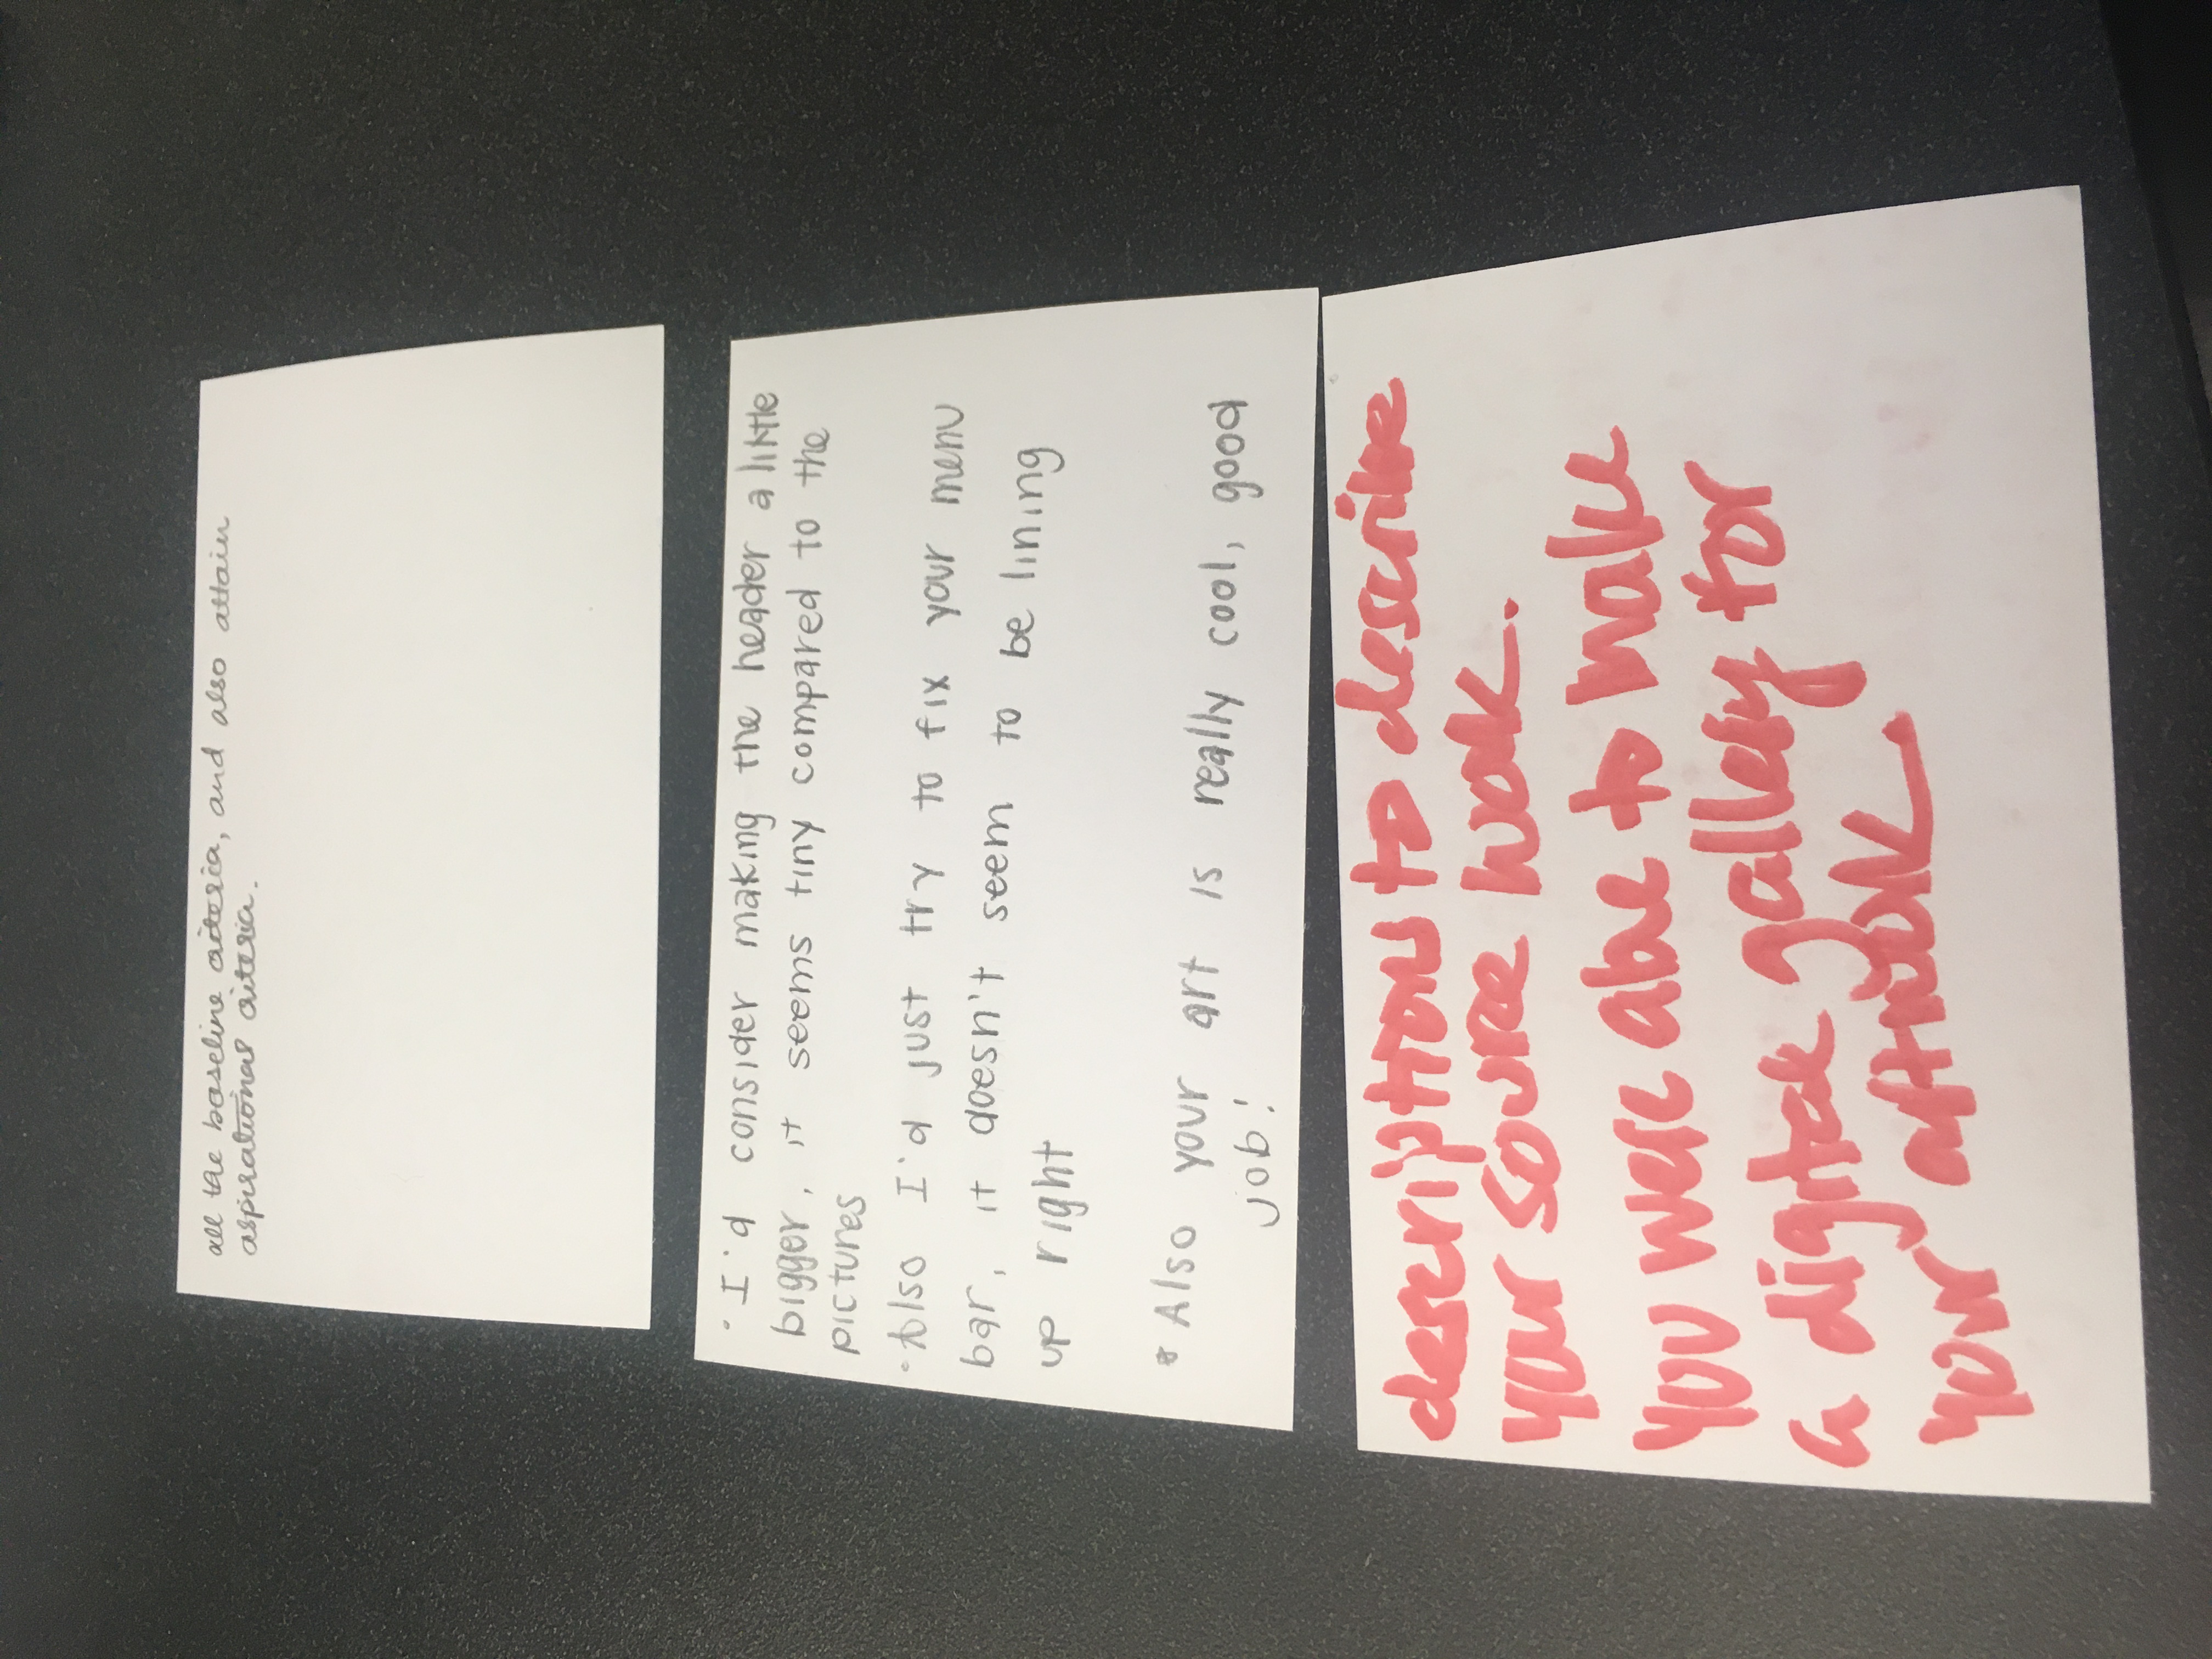 all the baseline criteria, and also attain
aspirational criteria.
• I'd consider making the header a little
bigger, it seems tiny compared to the
pictures
• Also I'd just try to fix your menu
bar, it doesn't seem to be lining
up right
* Also your art is really cool, good
job!
descriptions to describe
your source work.
You were able to make
a digital gallery for
your artwork.